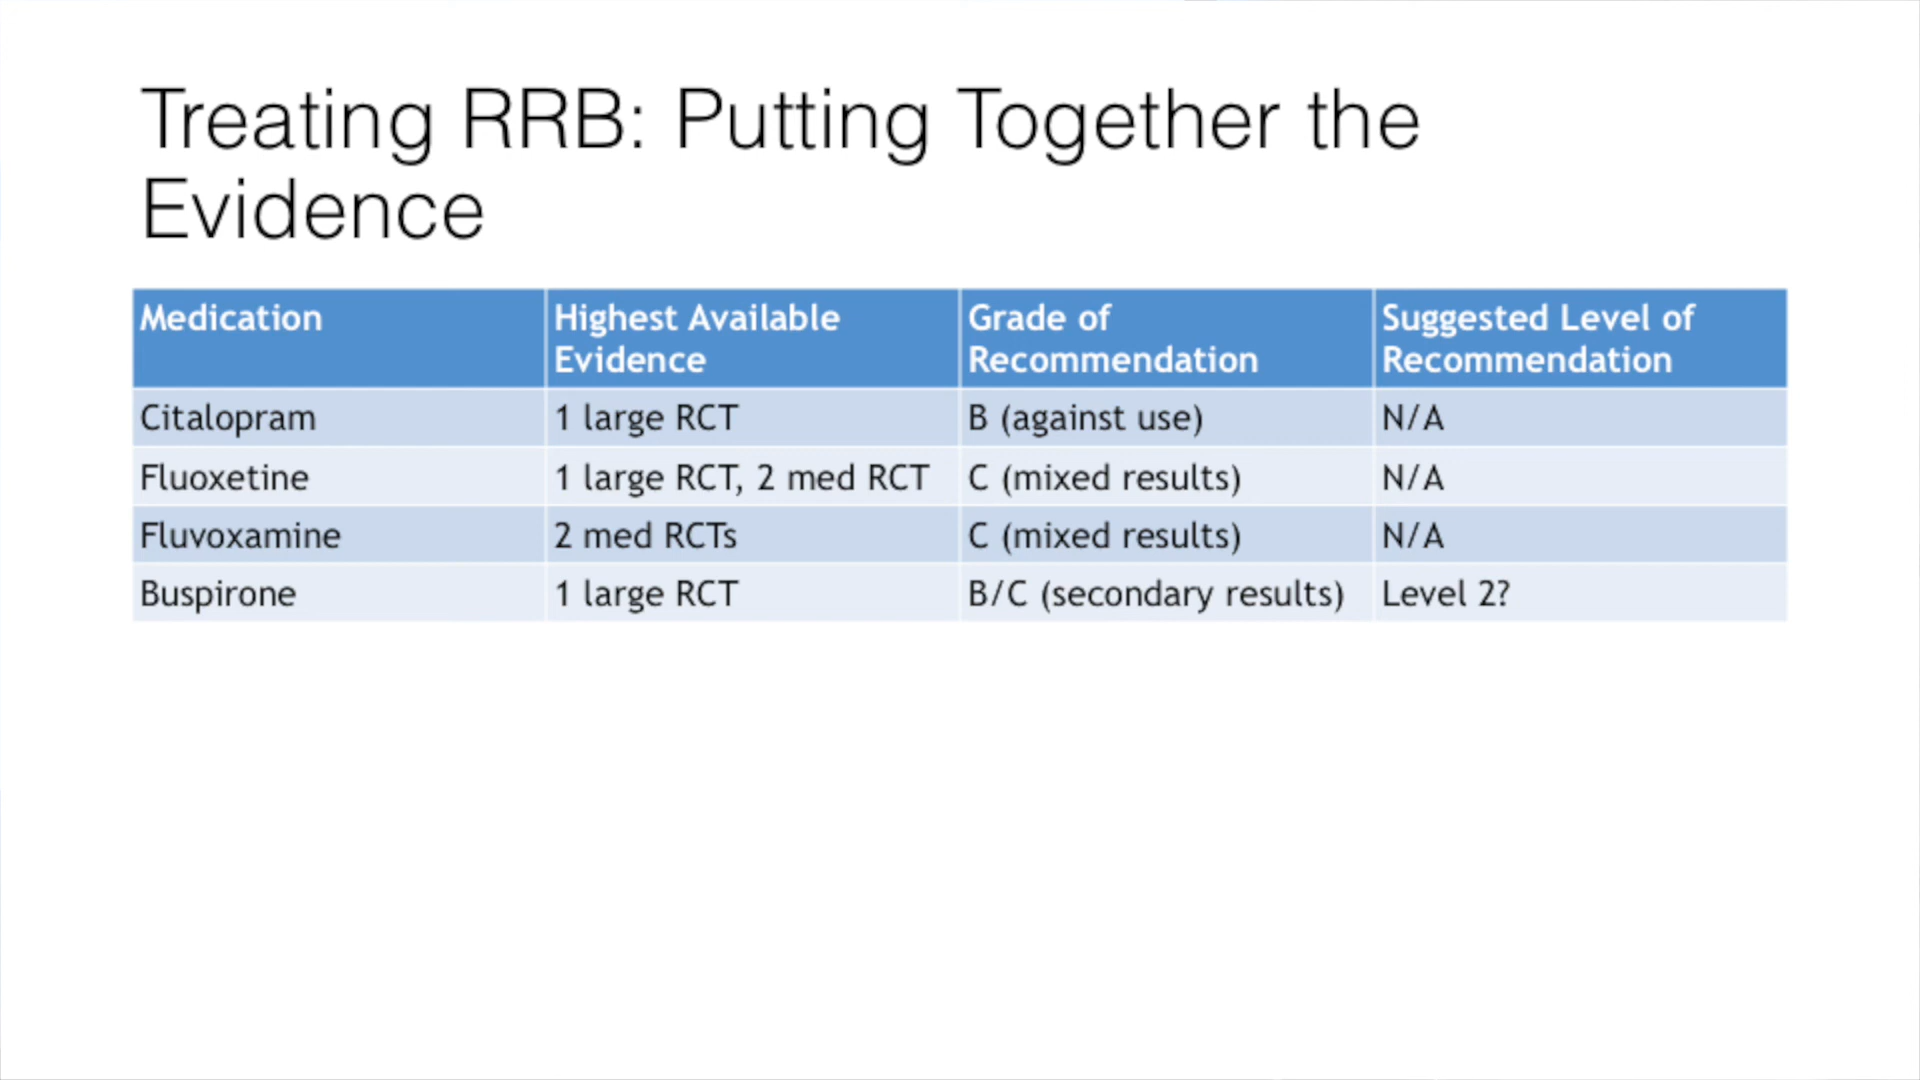 Treating RRB: Putting Together the
Evidence
Medication Highest Available Evidence Grade of Recommendation Suggested Level of Recommendation
Citalopram 1 large RCT B (against use) N/A
Fluoxetine 1 large RCT, 2 med RCT C (mixed results) N/A
Fluvoxamine 2 med RCTs C (mixed results) N/A
Buspirone 1 large RCT B/C (secondary results) Level 2?